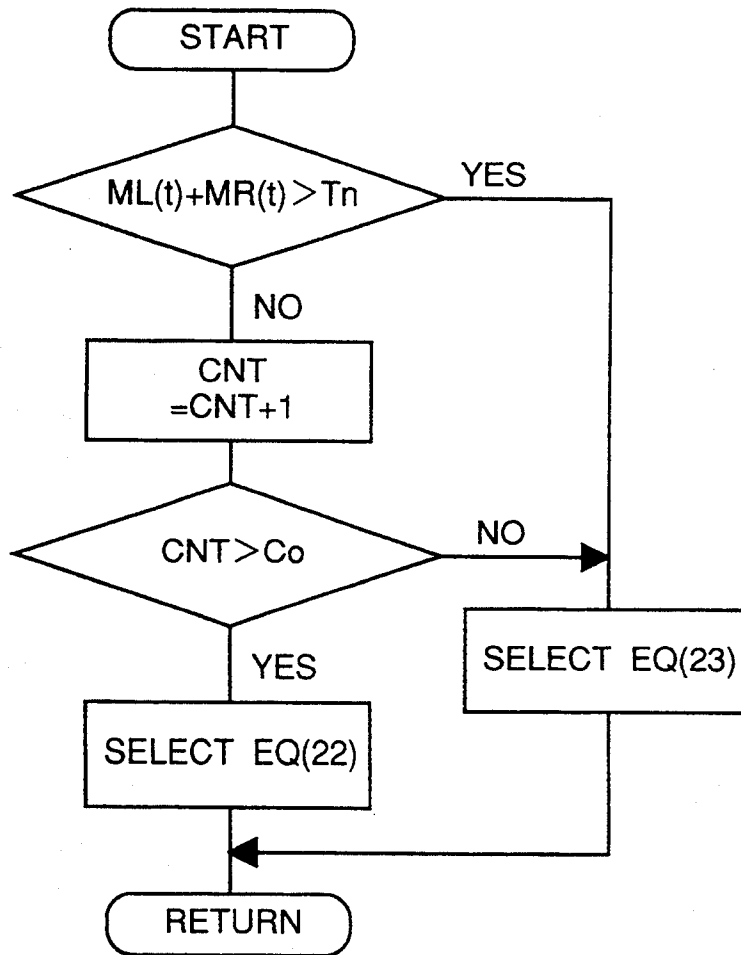 START
ML(t)+MR(t)>Tn
YES
NO
CNT
=CNT+1
CNT>Co
NO
YES
SELECT EQ(23)
SELECT EQ(22)
RETURN